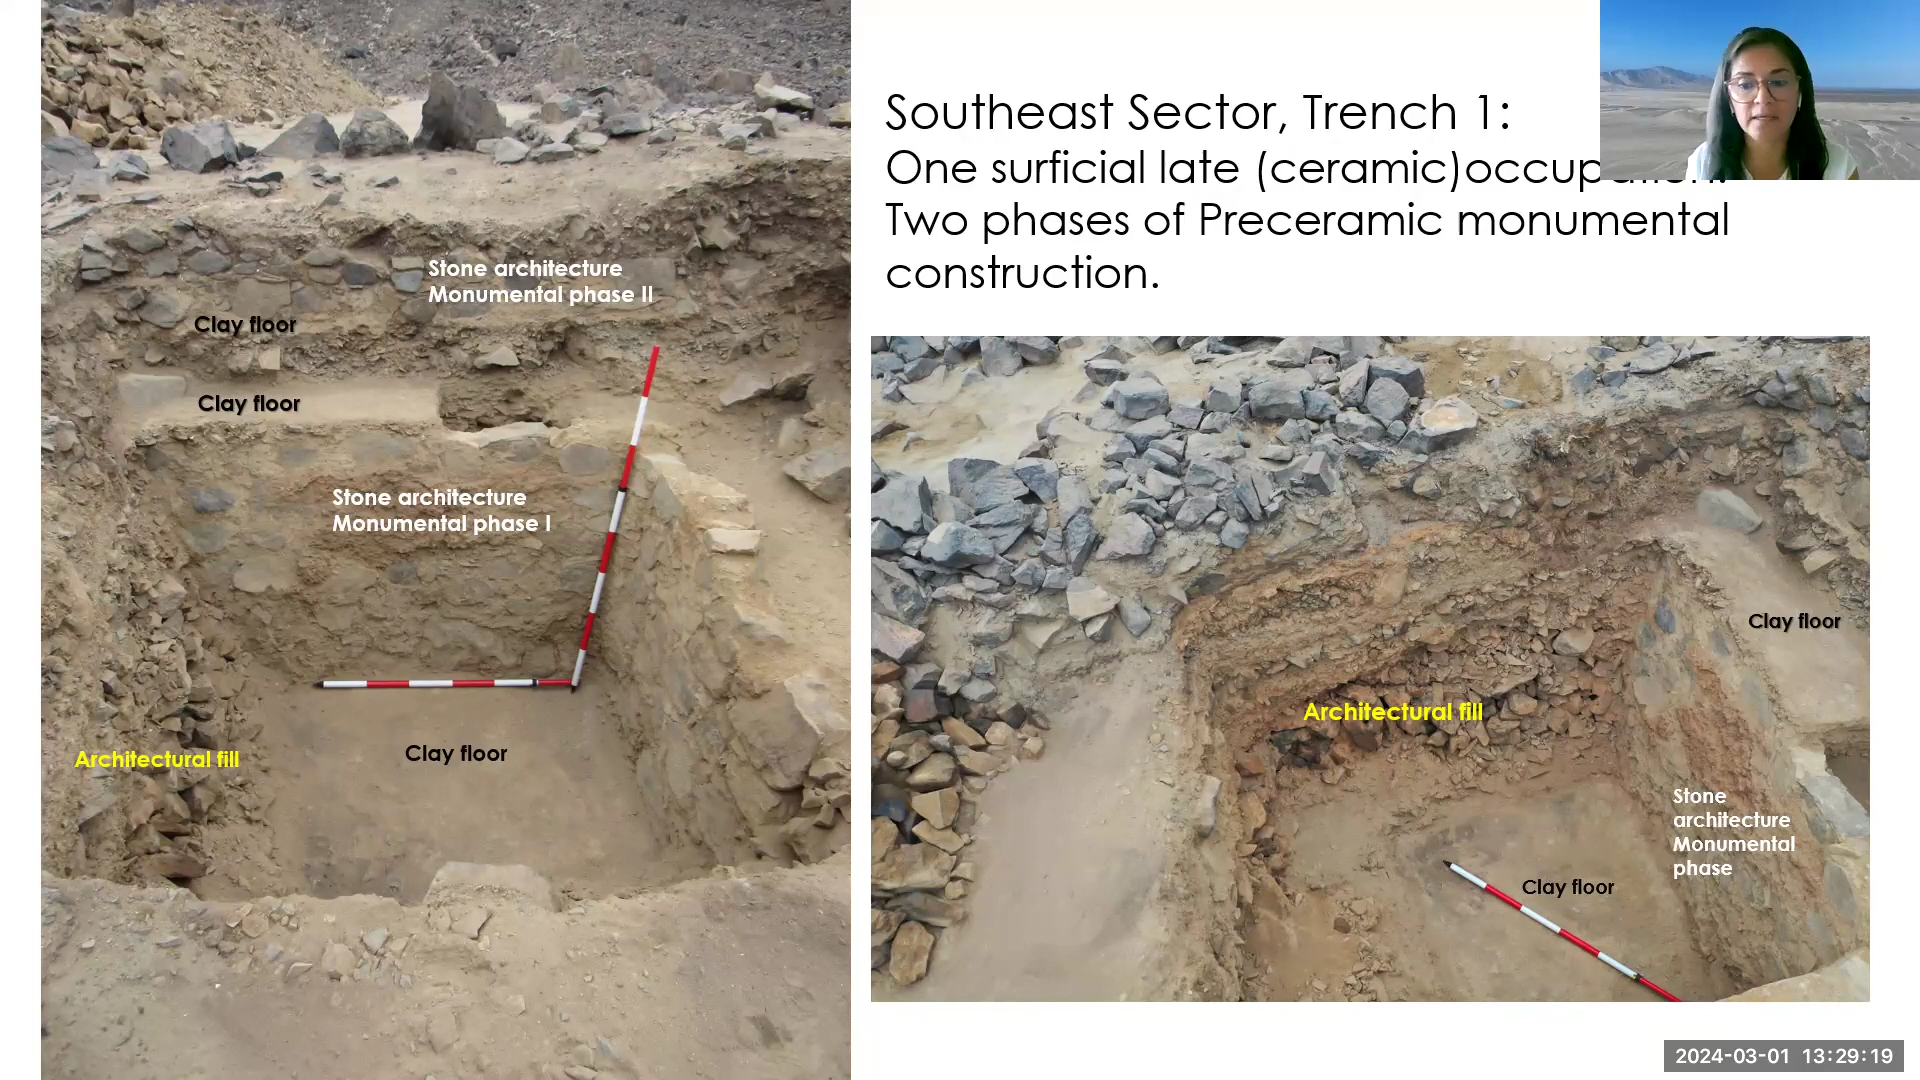 Southeast Sector, Trench 1:
One surficial late (ceramic)occupation.
Two phases of Preceramic monumental
construction.
Stone architecture
Monumental phase II
Clay floor
Clay floor
Stone architecture
Monumental phase I
Architectural fill
Clay floor
Clay floor
Architectural fill
Stone
architecture
Monumental
phase
Clay floor
2024-03-01 13:29:19